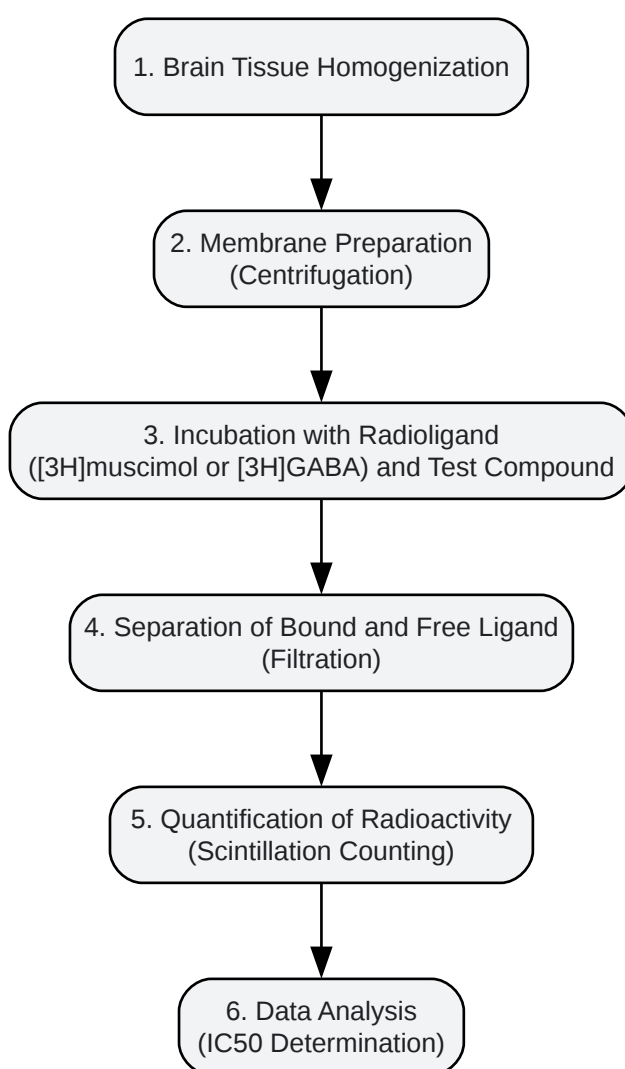 1. Brain Tissue Homogenization
2. Membrane Preparation
(Centrifugation)
3. Incubation with Radioligand
([3H]muscimol or [3H]GABA) and Test Compound
4. Separation of Bound and Free Ligand
(Filtration)
5. Quantification of Radioactivity
(Scintillation Counting)
6. Data Analysis
(IC50 Determination)